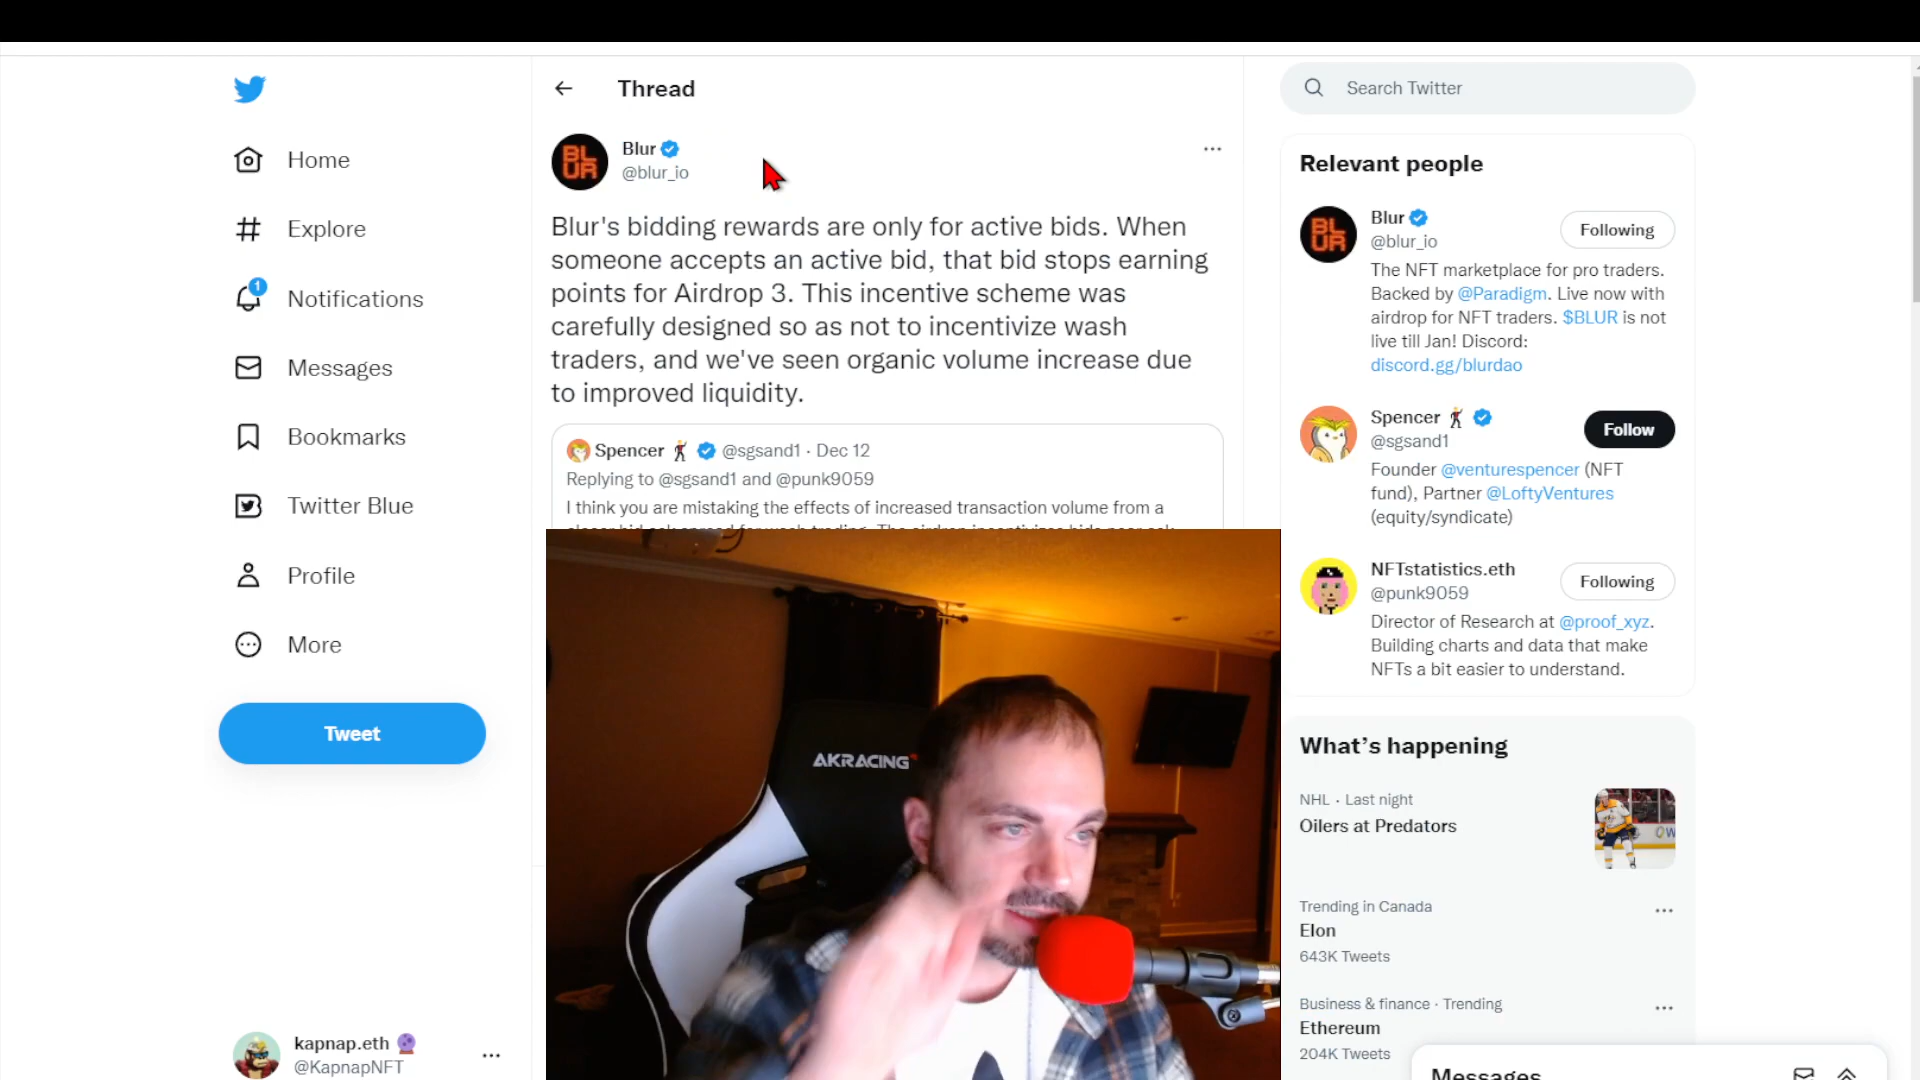 Thread
Search Twitter
Home
Explore
1
Notifications
Messages
Bookmarks
Twitter Blue
Profile
More
Tweet
kapnap.eth
@KapnapNFT
BL
UR
Blur
@blur_io
Blur's bidding rewards are only for active bids. When
someone accepts an active bid, that bid stops earning
points for Airdrop 3. This incentive scheme was
carefully designed so as not to incentivize wash
traders, and we've seen organic volume increase due
to improved liquidity.
Spencer @sgsand1 · Dec 12
Replying to @sgsand1 and @punk9059
I think you are mistaking the effects of increased transaction volume from a
AKRACING
Relevant people
BL
UR
Blur
@blur_io
Following
The NFT marketplace for pro traders.
Backed by @Paradigm. Live now with
airdrop for NFT traders. $BLUR is not
live till Jan! Discord:
discord.gg/blurdao
Spencer
@sgsand1
Follow
Founder @venturespencer (NFT
fund), Partner @LoftyVentures
(equity/syndicate)
NFTstatistics.eth
@punk9059
Following
Director of Research at @proof_xyz.
Building charts and data that make
NFTs a bit easier to understand.
What's happening
NHL · Last night
Oilers at Predators
Trending in Canada
Elon
643K Tweets
Business & finance · Trending
Ethereum
204K Tweets
Messages